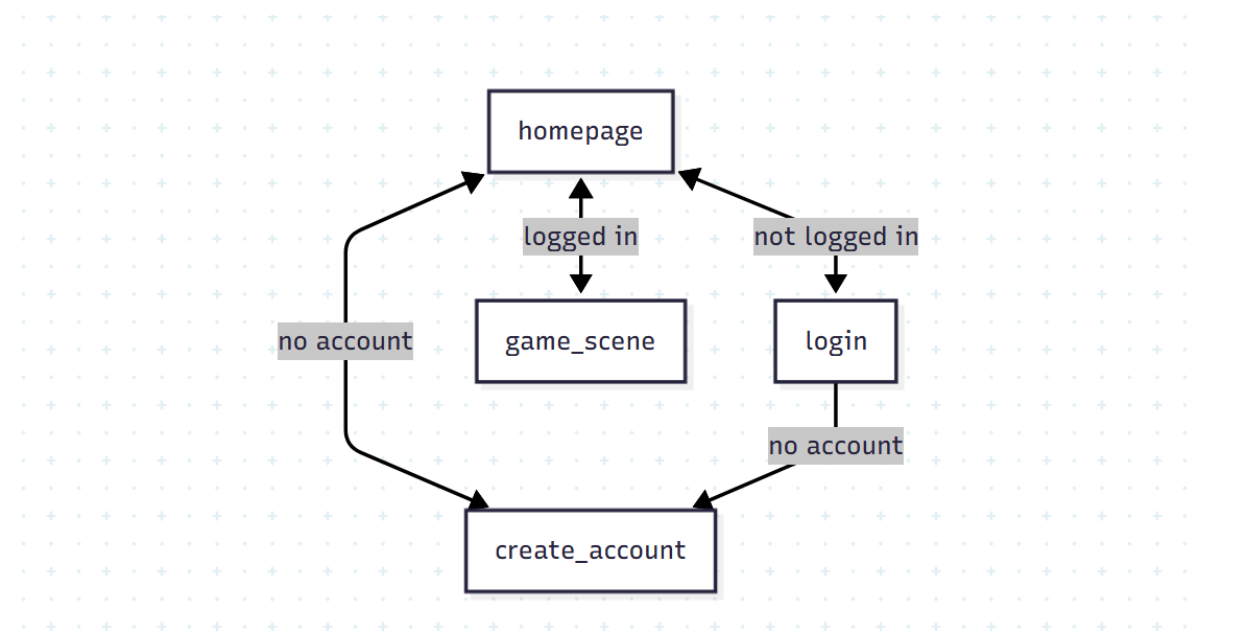 homepage
logged in
not logged in
no account
game_scene
login
no account
create_account